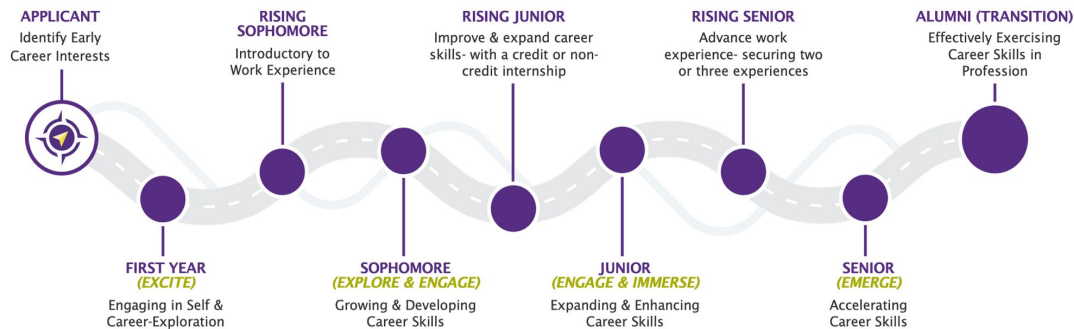 APPLICANT
Identify Early
Career Interests
FIRST YEAR
(EXCITE)
Engaging in Self &
Career-Exploration
RISING
SOPHOMORE
Introductory to
Work Experience
SOPHOMORE
(EXPLORE & ENGAGE)
Growing & Developing
Career Skills
RISING JUNIOR
Improve & expand career
skills- with a credit or non-
credit internship
JUNIOR
(ENGAGE & IMMERSE)
Expanding & Enhancing
Career Skills
RISING SENIOR
Advance work
experience- securing two
or three experiences
SENIOR
(EMERGE)
Accelerating
Career Skills
ALUMNI (TRANSITION)
Effectively Exercising
Career Skills in
Profession